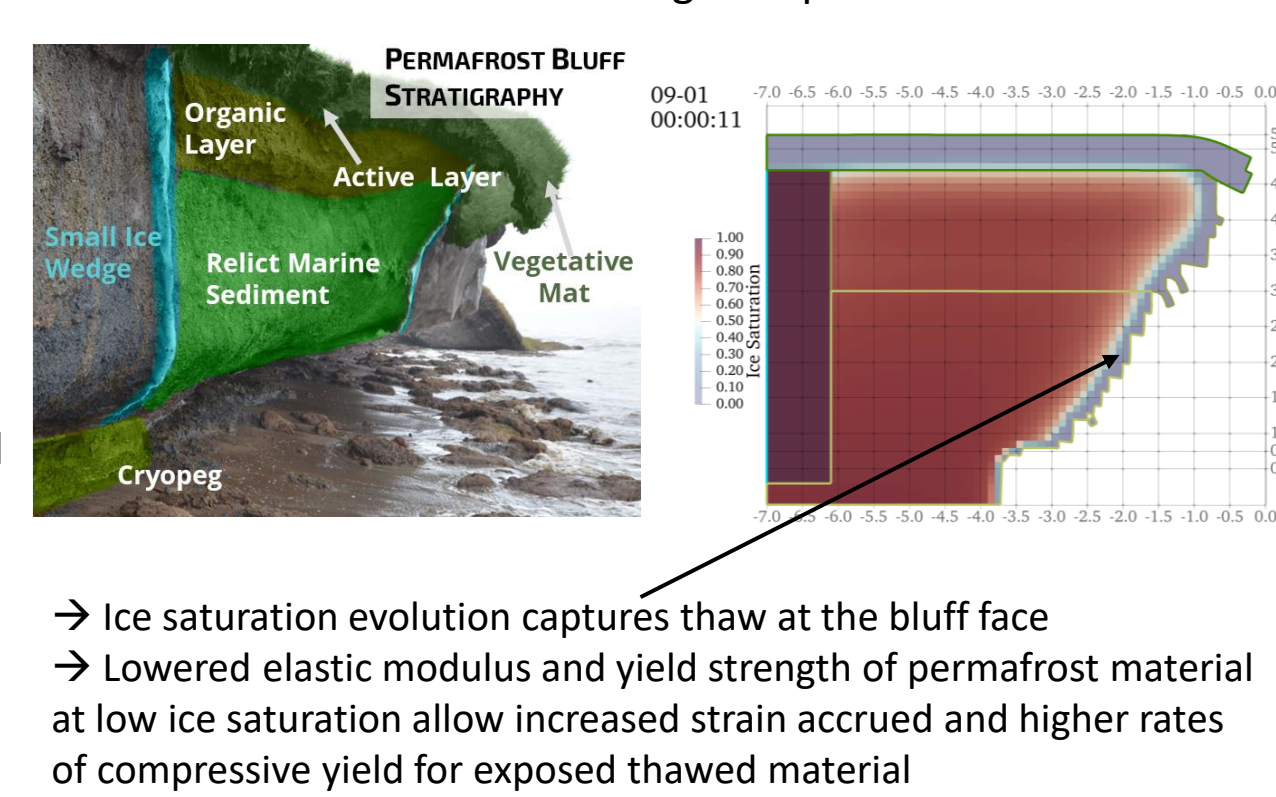 PERMAFROST BLUFF
STRATIGRAPHY
Organic
Layer
Active Layer
Small Ice
Wedge
Relict Marine
Sediment
Vegetative
Mat
Cryopeg
09-01
00:00:11
-7.0 -6.5 -6.0 -5.5 -5.0 -4.5 -4.0 -3.5 -3.0 -2.5 -2.0 -1.5 -1.0 -0.5 0.0
1.00
0.90
0.80
0.70
0.60
0.50
0.40
0.30
0.20
0.10
0.00
Ice Saturation
-7.0 -6.5 -6.0 -5.5 -5.0 -4.5 -4.0 -3.5 -3.0 -2.5 -2.0 -1.5 -1.0 -0.5 0.0
→ Ice saturation evolution captures thaw at the bluff face
→ Lowered elastic modulus and yield strength of permafrost material
at low ice saturation allow increased strain accrued and higher rates
of compressive yield for exposed thawed material